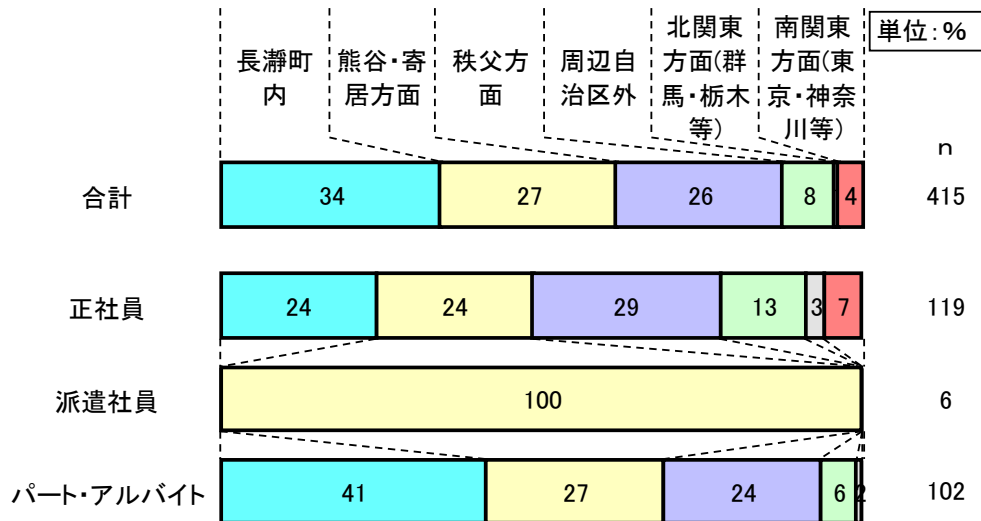 単位：％
長瀞町内
熊谷・寄居方面
秩父方面
周辺自治区外
北関東方面(群馬・栃木等)
南関東方面(東京・神奈川等)
n
合計 34 27 26 8 4 415
正社員 24 24 29 13 3 7 119
派遣社員 100 6
パート・アルバイト 41 27 24 6 2 102